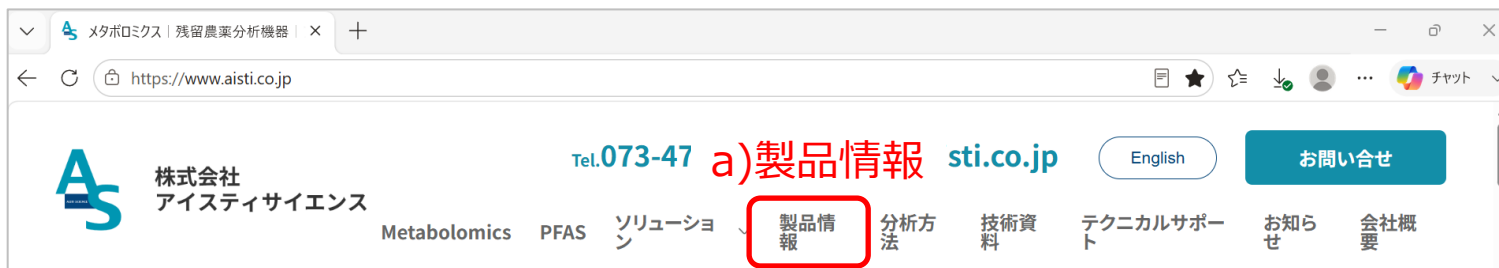 メタボロミクス｜残留農薬分析機器｜
https://www.aisti.co.jp
チャット
AS
株式会社
アイスティサイエンス
Tel.073-47
a)製品情報
sti.co.jp
English
お問い合せ
Metabolomics
PFAS
ソリューショ
ン
製品情
報
分析方
法
技術資
料
テクニカルサポー
ト
お知ら
せ
会社概
要